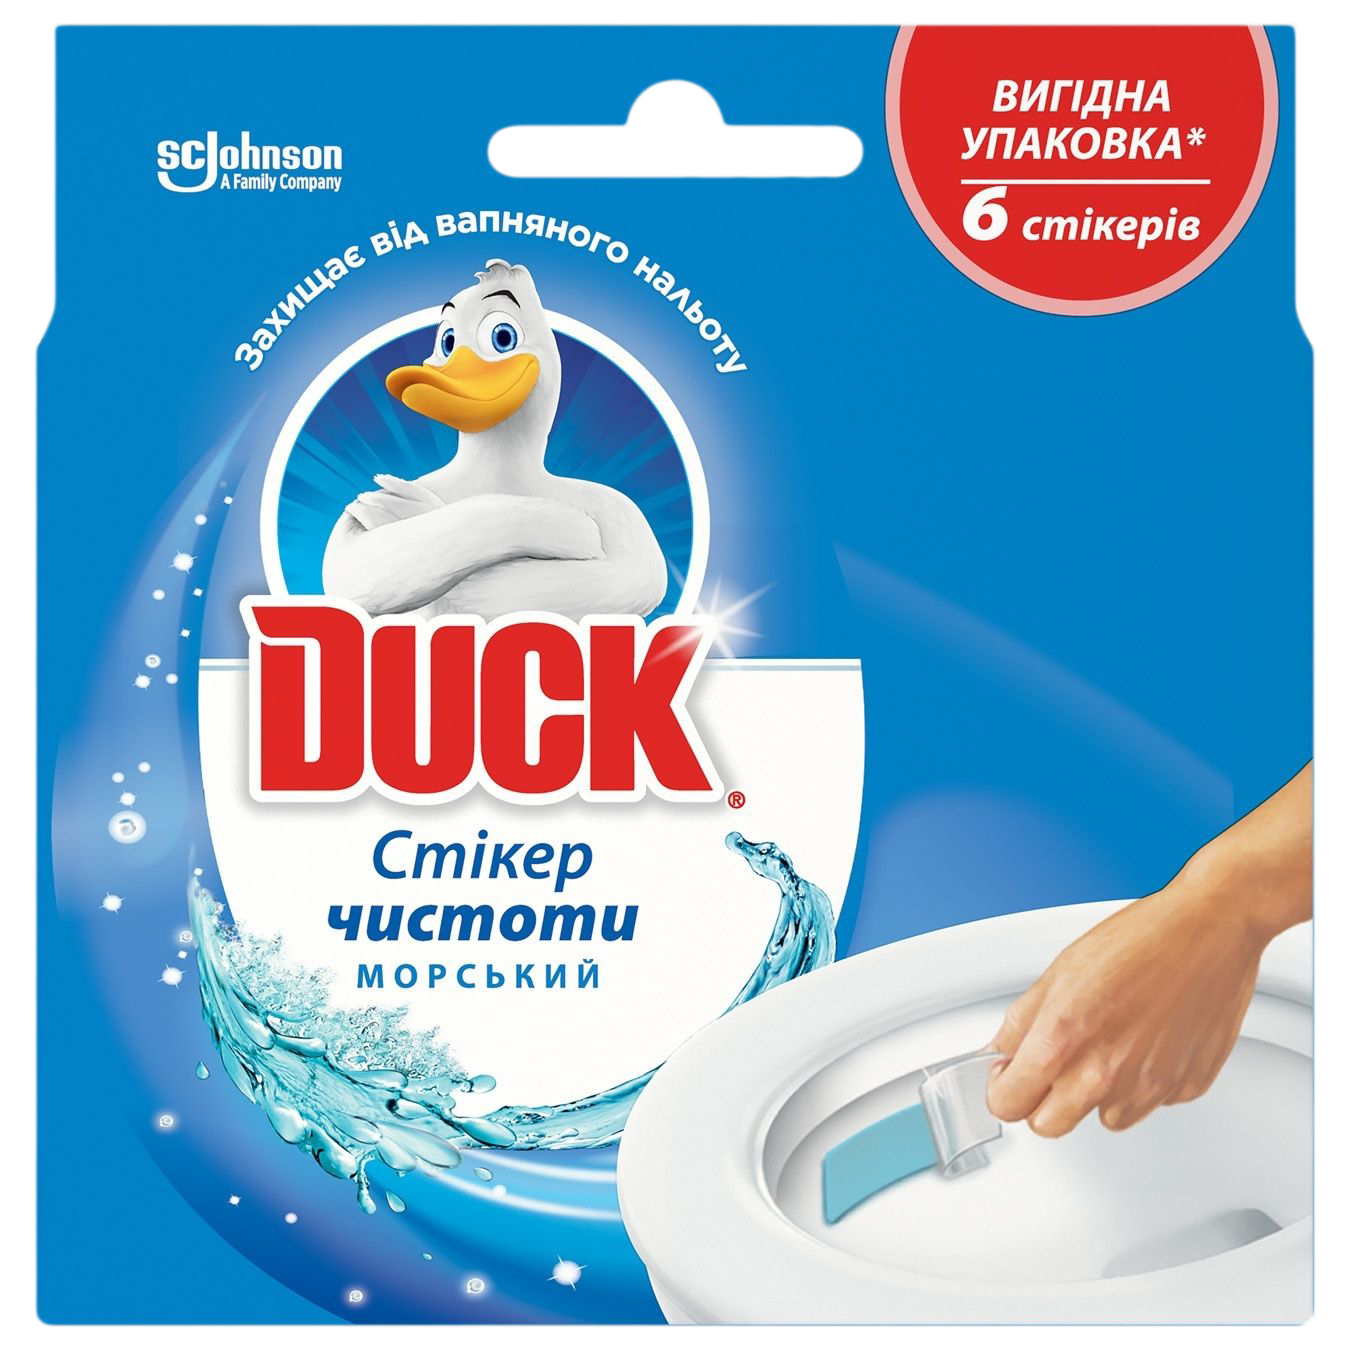 SCJohnson
A Family Company
ВИГІДНА
УПАКОВКА*
6 стікерів
Захищає від вапняного нальоту
DUCK®
Стікер
чистоти
МОРСЬКИЙ